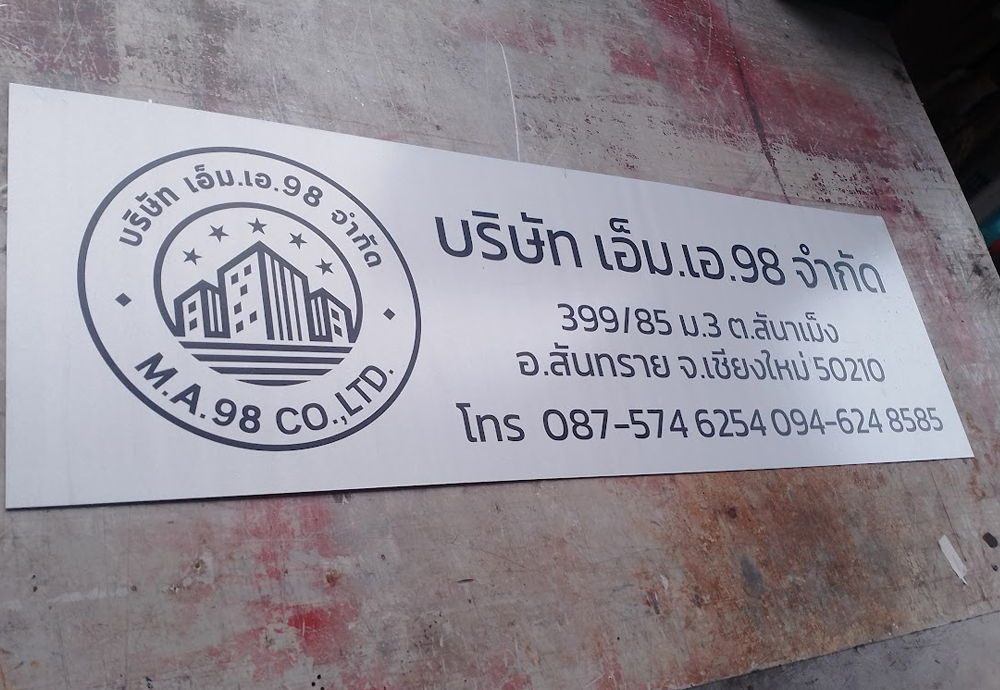 บริษัท เอ็ม.เอ.98 จำกัด
M.A.98 CO.,LTD.
บริษัท เอ็ม.เอ.98 จำกัด
399/85 ม.3 ต.สันนาเม็ง
อ.สันทราย จ.เชียงใหม่ 50210
โทร 087-574 6254 094-624 8585